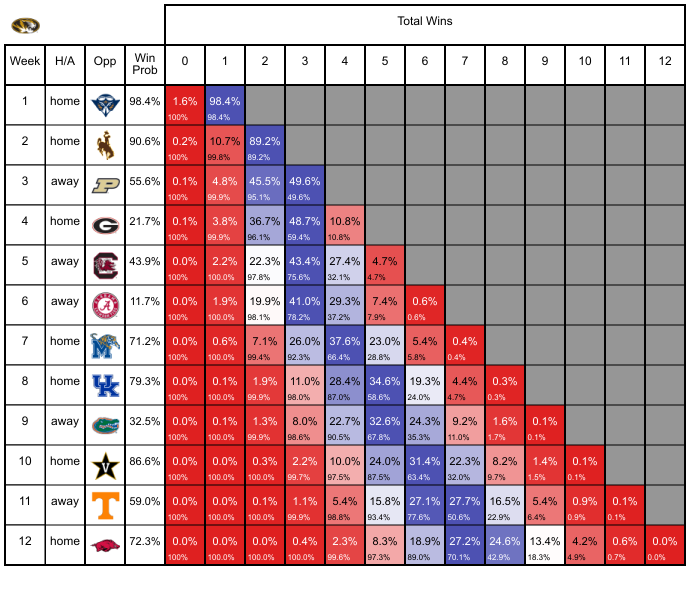 Total Wins
Week H/A Opp Win Prob 0 1 2 3 4 5 6 7 8 9 10 11 12
1 home 98.4% 1.6% 98.4%
100% 98.4%
2 home 90.6% 0.2% 10.7% 89.2%
100% 99.8% 89.2%
3 away P 55.6% 0.1% 4.8% 45.5% 49.6%
100% 99.9% 95.1% 49.6%
4 home G 21.7% 0.1% 3.8% 36.7% 48.7% 10.8%
100% 99.9% 96.1% 59.4% 10.8%
5 away C 43.9% 0.0% 2.2% 22.3% 43.4% 27.4% 4.7%
100% 100.0% 97.8% 75.6% 32.1% 4.7%
6 away A 11.7% 0.0% 1.9% 19.9% 41.0% 29.3% 7.4% 0.6%
100% 100.0% 98.1% 78.2% 37.2% 7.9% 0.6%
7 home M 71.2% 0.0% 0.6% 7.1% 26.0% 37.6% 23.0% 5.4% 0.4%
100% 100.0% 99.4% 92.3% 66.4% 28.8% 5.8% 0.4%
8 home UK 79.3% 0.0% 0.1% 1.9% 11.0% 28.4% 34.6% 19.3% 4.4% 0.3%
100% 100.0% 99.9% 98.0% 87.0% 58.6% 24.0% 4.7% 0.3%
9 away 32.5% 0.0% 0.1% 1.3% 8.0% 22.7% 32.6% 24.3% 9.2% 1.6% 0.1%
100% 100.0% 99.9% 98.6% 90.5% 67.8% 35.3% 11.0% 1.7% 0.1%
10 home V 86.6% 0.0% 0.0% 0.3% 2.2% 10.0% 24.0% 31.4% 22.3% 8.2% 1.4% 0.1%
100% 100.0% 100.0% 99.7% 97.5% 87.5% 63.4% 32.0% 9.7% 1.5% 0.1%
11 away T 59.0% 0.0% 0.0% 0.1% 1.1% 5.4% 15.8% 27.1% 27.7% 16.5% 5.4% 0.9% 0.1%
100% 100.0% 100.0% 99.9% 98.8% 93.4% 77.6% 50.6% 22.9% 6.4% 0.9% 0.1%
12 home 72.3% 0.0% 0.0% 0.0% 0.4% 2.3% 8.3% 18.9% 27.2% 24.6% 13.4% 4.2% 0.6% 0.0%
100% 100.0% 100.0% 100.0% 99.6% 97.3% 89.0% 70.1% 42.9% 18.3% 4.9% 0.7% 0.0%